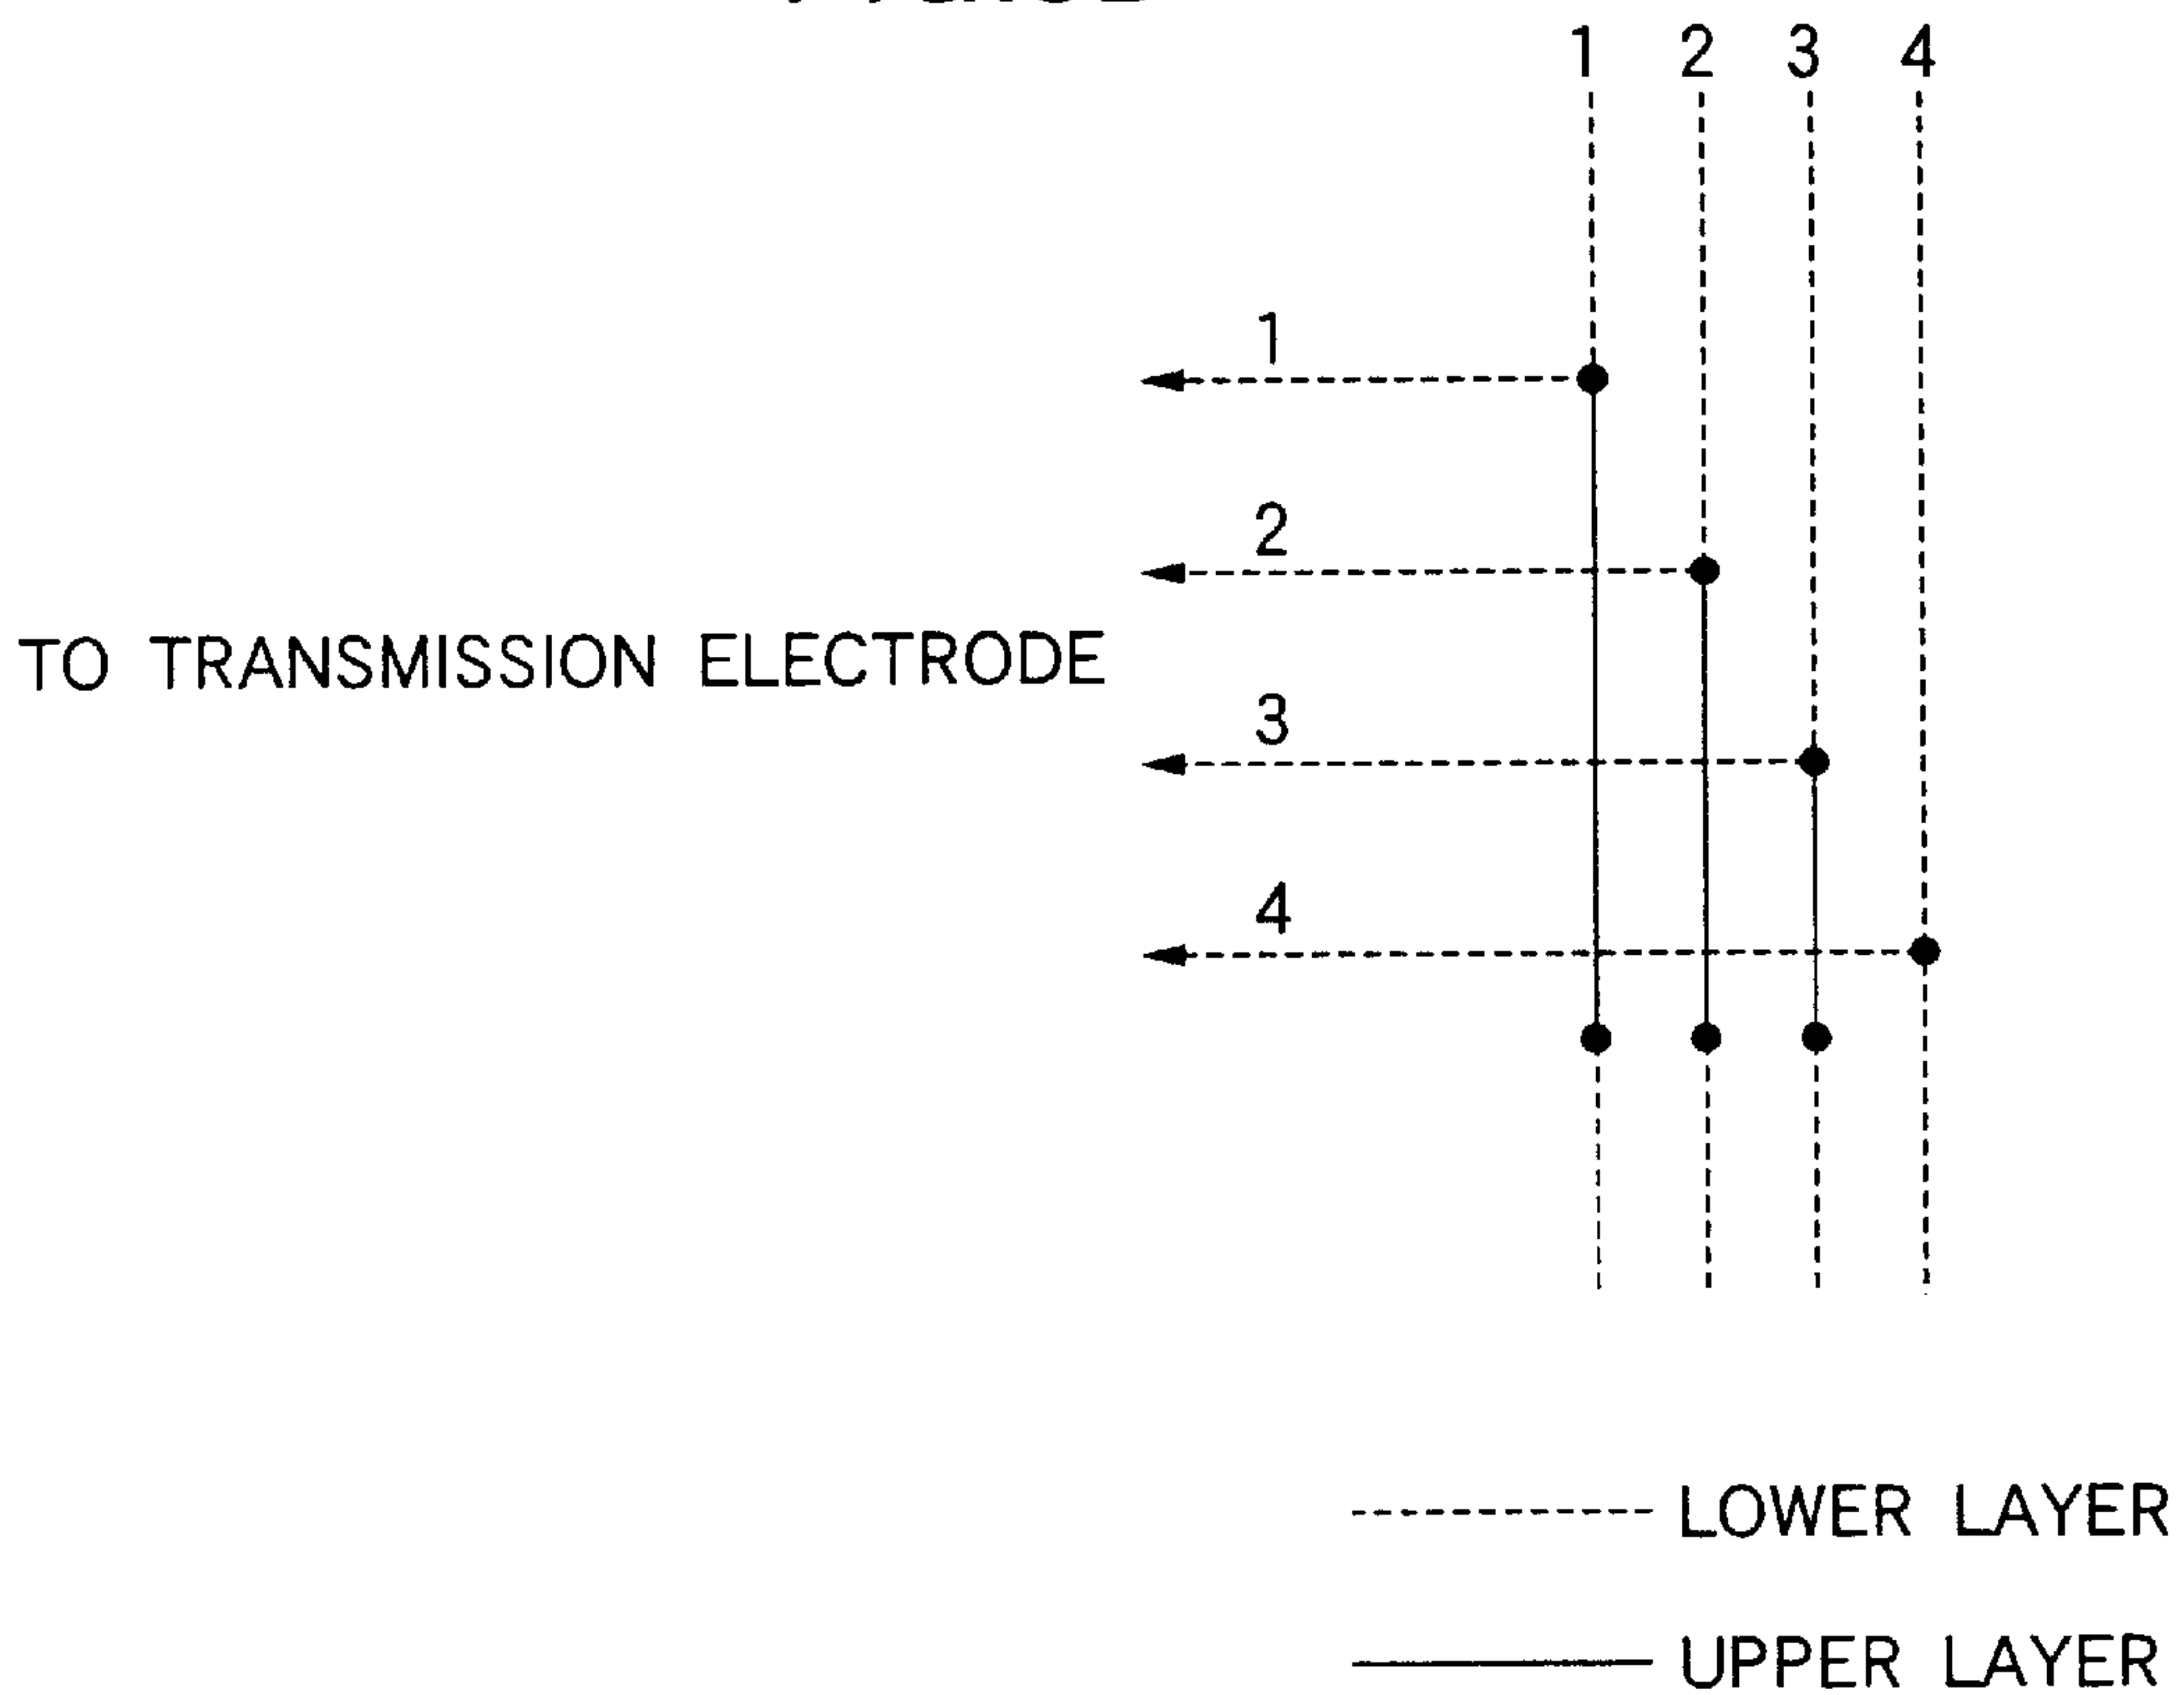 1 2 3 4
1
2
TO TRANSMISSION ELECTRODE
3
4
LOWER LAYER
UPPER LAYER